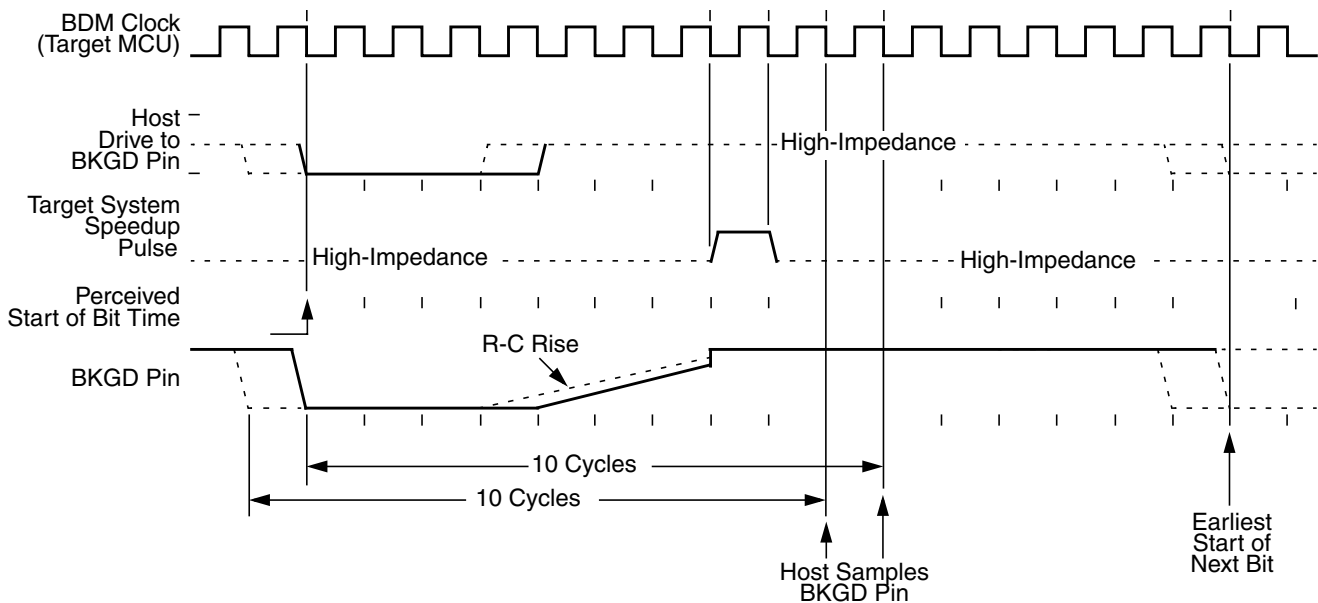 BDM Clock
(Target MCU)
Host
Drive to
BKGD Pin
High-Impedance
Target System
Speedup
Pulse
High-Impedance
High-Impedance
Perceived
Start of Bit Time
R-C Rise
BKGD Pin
10 Cycles
10 Cycles
Host Samples
BKGD Pin
Earliest
Start of
Next Bit